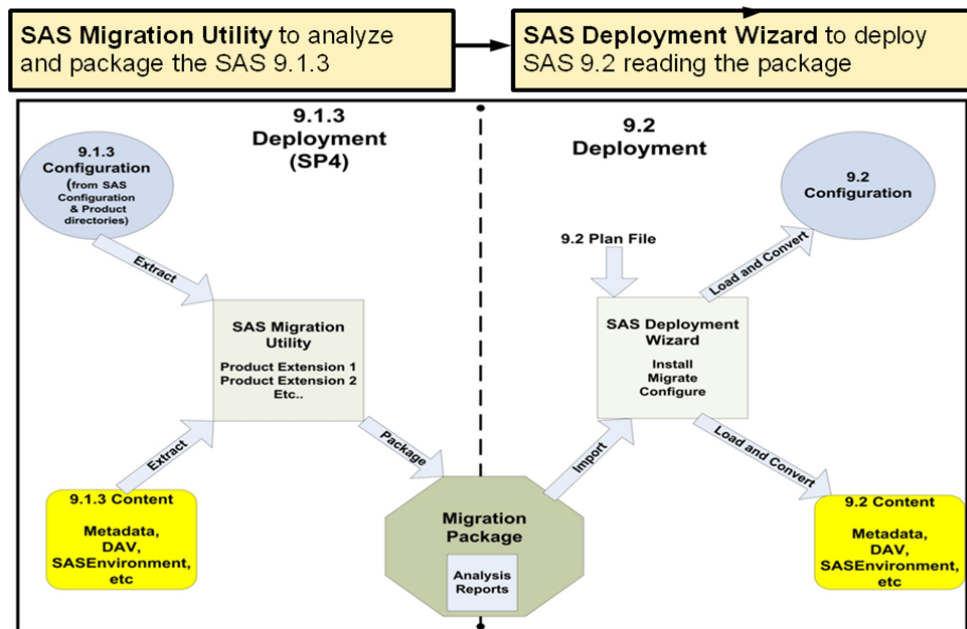 SAS Migration Utility to analyze
and package the SAS 9.1.3
SAS Deployment Wizard to deploy
SAS 9.2 reading the package
9.1.3
Deployment
(SP4)
9.2
Deployment
9.1.3
Configuration
(from SAS
Configuration
& Product
directories)
9.2
Configuration
9.2 Plan File
Extract
Load and Convert
SAS Migration
Utility
Product Extension 1
Product Extension 2
Etc..
SAS Deployment
Wizard
Install
Migrate
Configure
Extract
Package
Import
Load and Convert
9.1.3 Content
Metadata,
DAV,
SASEnvironment,
etc
Migration
Package
Analysis
Reports
9.2 Content
Metadata,
DAV,
SASEnvironment,
etc